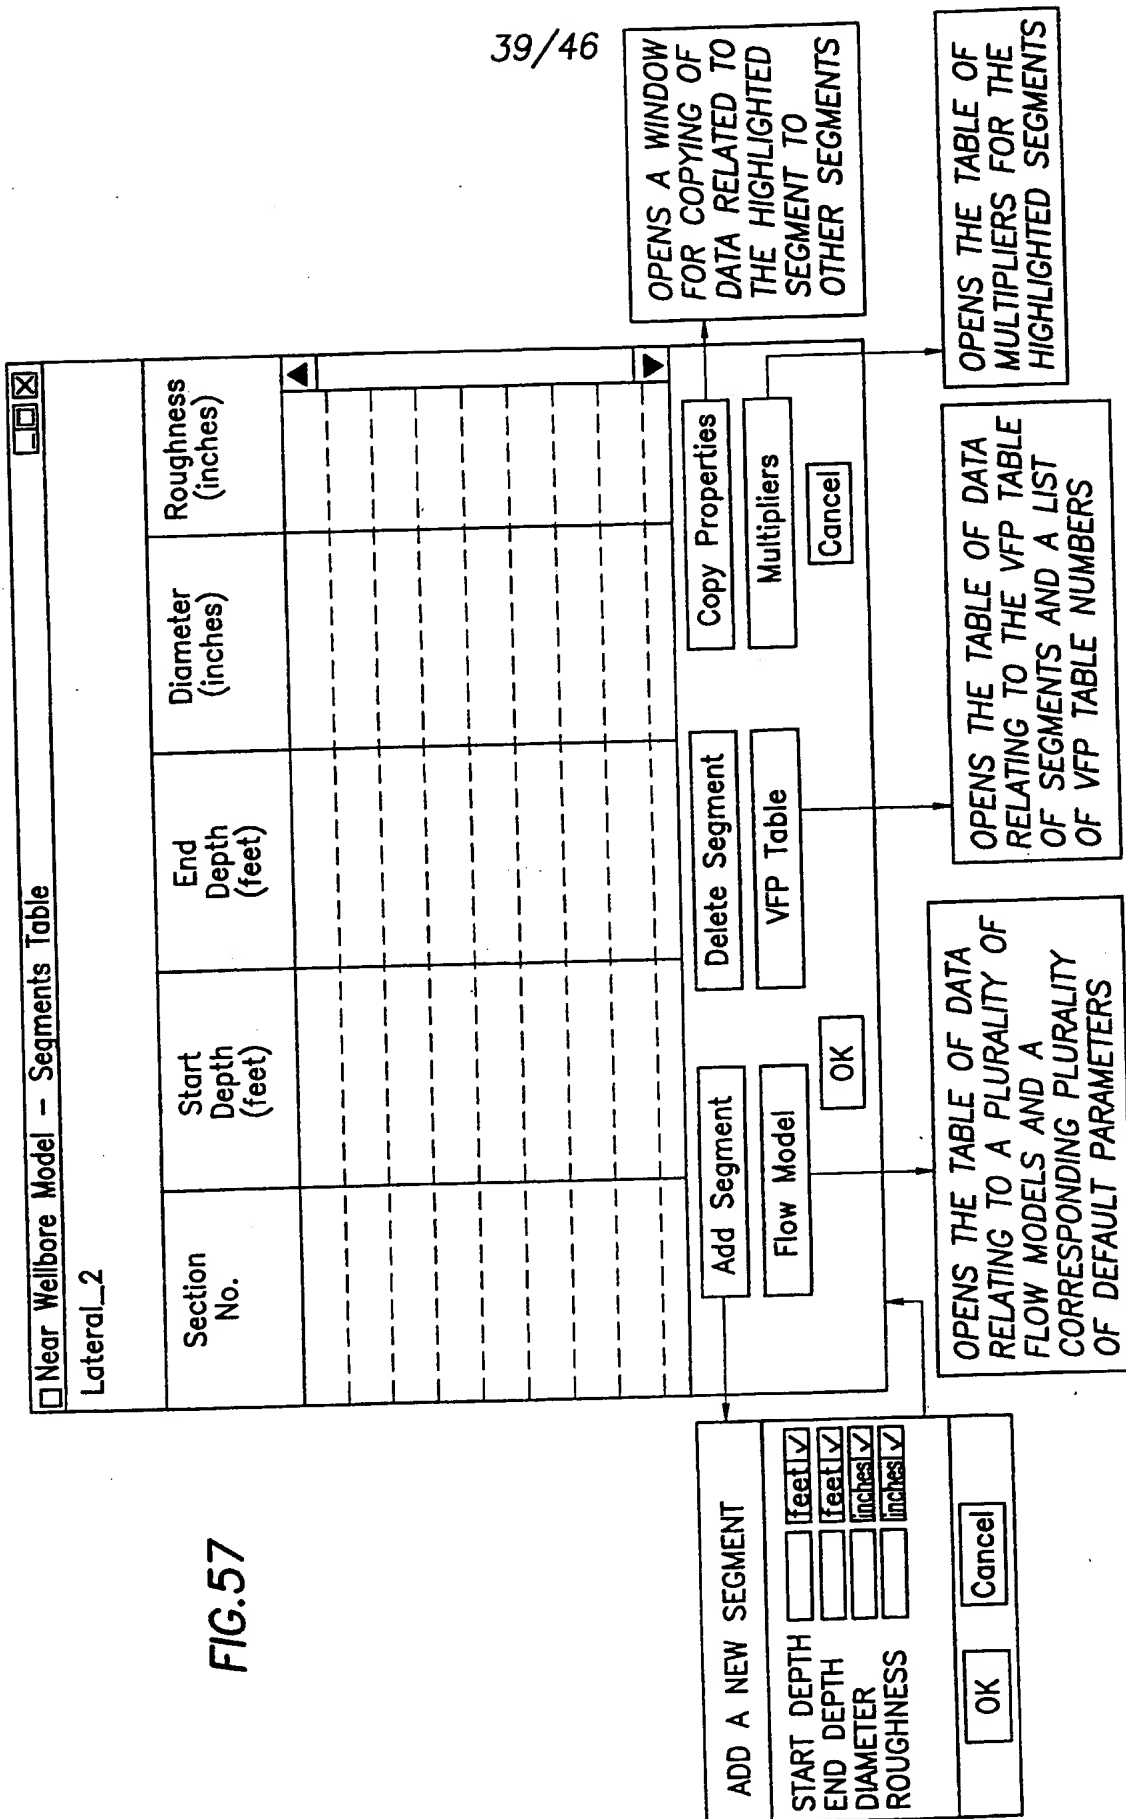 39/46
FIG.57
Near Wellbore Model – Segments Table
Lateral_2
Section
No.
Start
Depth
(feet)
End
Depth
(feet)
Diameter
(inches)
Roughness
(inches)
Add Segment
Delete Segment
Copy Properties
Flow Model
VFP Table
Multipliers
OK
Cancel
ADD A NEW SEGMENT
START DEPTH feet
END DEPTH feet
DIAMETER inches
ROUGHNESS inches
OK Cancel
OPENS THE TABLE OF DATA
RELATING TO A PLURALITY OF
FLOW MODELS AND A
CORRESPONDING PLURALITY
OF DEFAULT PARAMETERS
OPENS THE TABLE OF DATA
RELATING TO THE VFP TABLE
OF SEGMENTS AND A LIST
OF VFP TABLE NUMBERS
OPENS A WINDOW
FOR COPYING OF
DATA RELATED TO
THE HIGHLIGHTED
SEGMENT TO
OTHER SEGMENTS
OPENS THE TABLE OF
MULTIPLIERS FOR THE
HIGHLIGHTED SEGMENTS